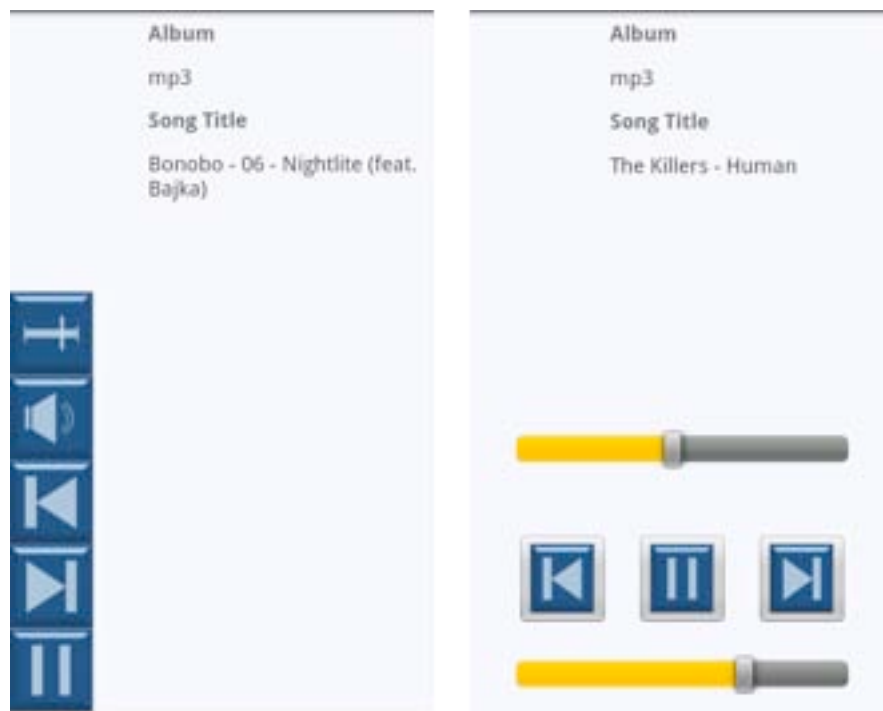 Album
mp3
Song Title
Bonobo - 06 - Nightlite (feat.
Bajka)
Album
mp3
Song Title
The Killers - Human